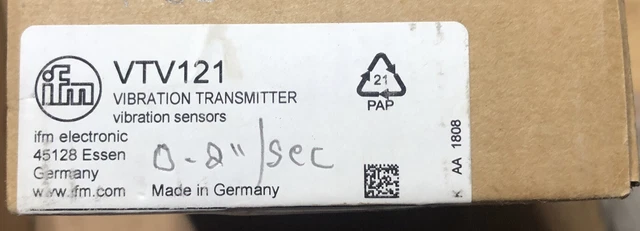 ifm
VTV121
VIBRATION TRANSMITTER
vibration sensors
ifm electronic
45128 Essen
Germany
www.ifm.com
Made in Germany
0-2"/sec
21
PAP
K AA 1808